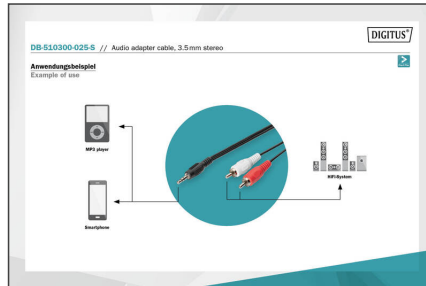 DIGITUS®
DB-510300-025-S // Audio adapter cable, 3.5mm stereo
Anwendungsbeispiel
Example of use
MP3 player
HIFI-System
Smartphone